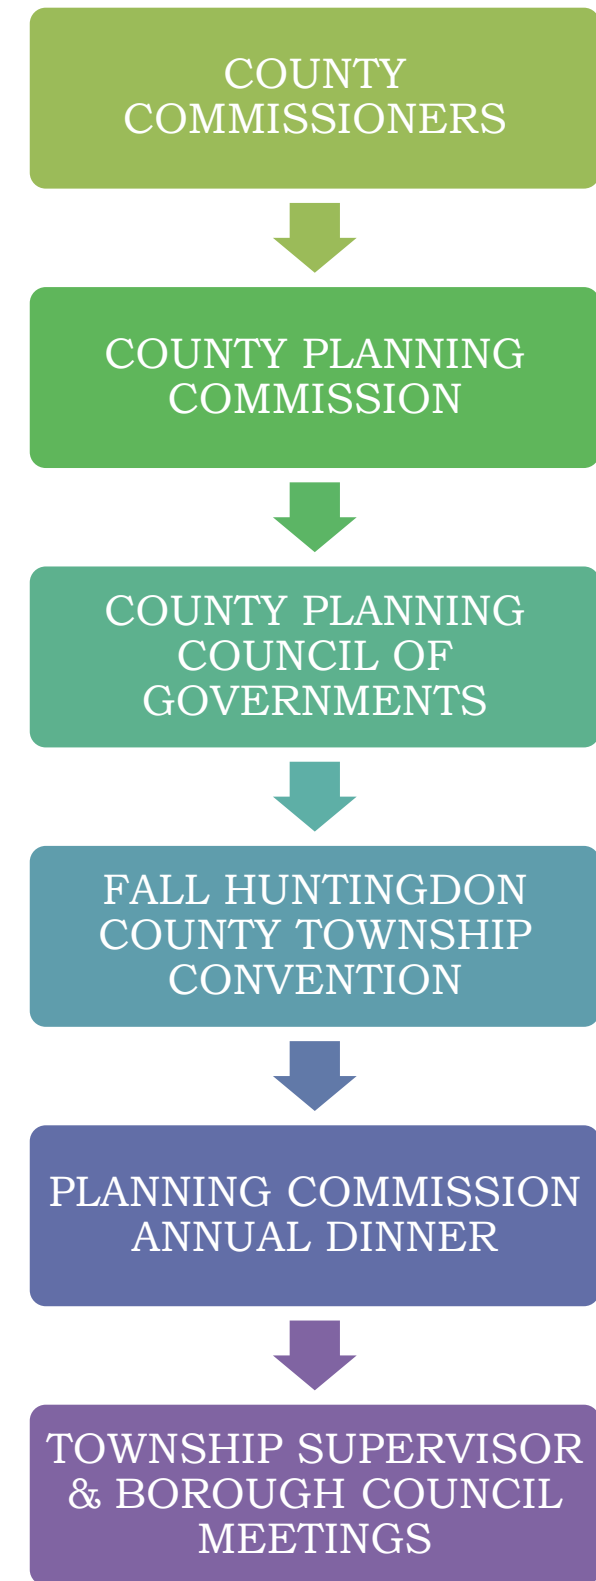 COUNTY
COMMISSIONERS
COUNTY PLANNING
COMMISSION
COUNTY PLANNING
COUNCIL OF
GOVERNMENTS
FALL HUNTINGDON
COUNTY TOWNSHIP
CONVENTION
PLANNING COMMISSION
ANNUAL DINNER
TOWNSHIP SUPERVISOR
& BOROUGH COUNCIL
MEETINGS